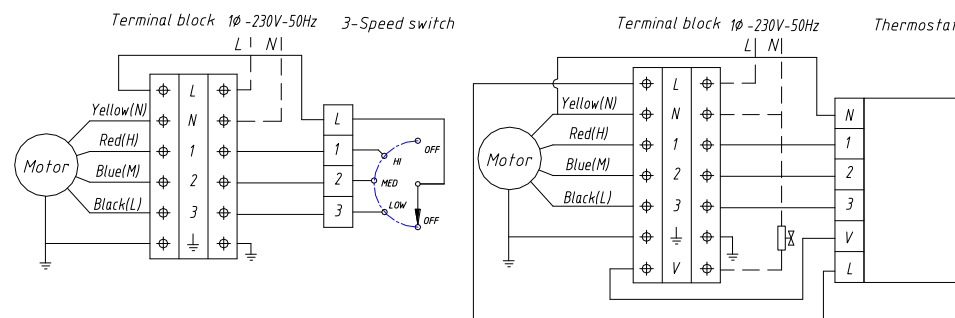 Terminal block 1ϕ-230V-50Hz 3-Speed switch
L N
L
Yellow(N) N
Red(H) 1
Blue(M) 2
Black(L) 3
⏚
Motor
L
1
2
3
OFF
HI
MED
LOW
OFF
Terminal block 1ϕ-230V-50Hz Thermostat
L N
L
Yellow(N) N
Red(H) 1
Blue(M) 2
Black(L) 3
⏚
V
Motor
N
1
2
3
V
L